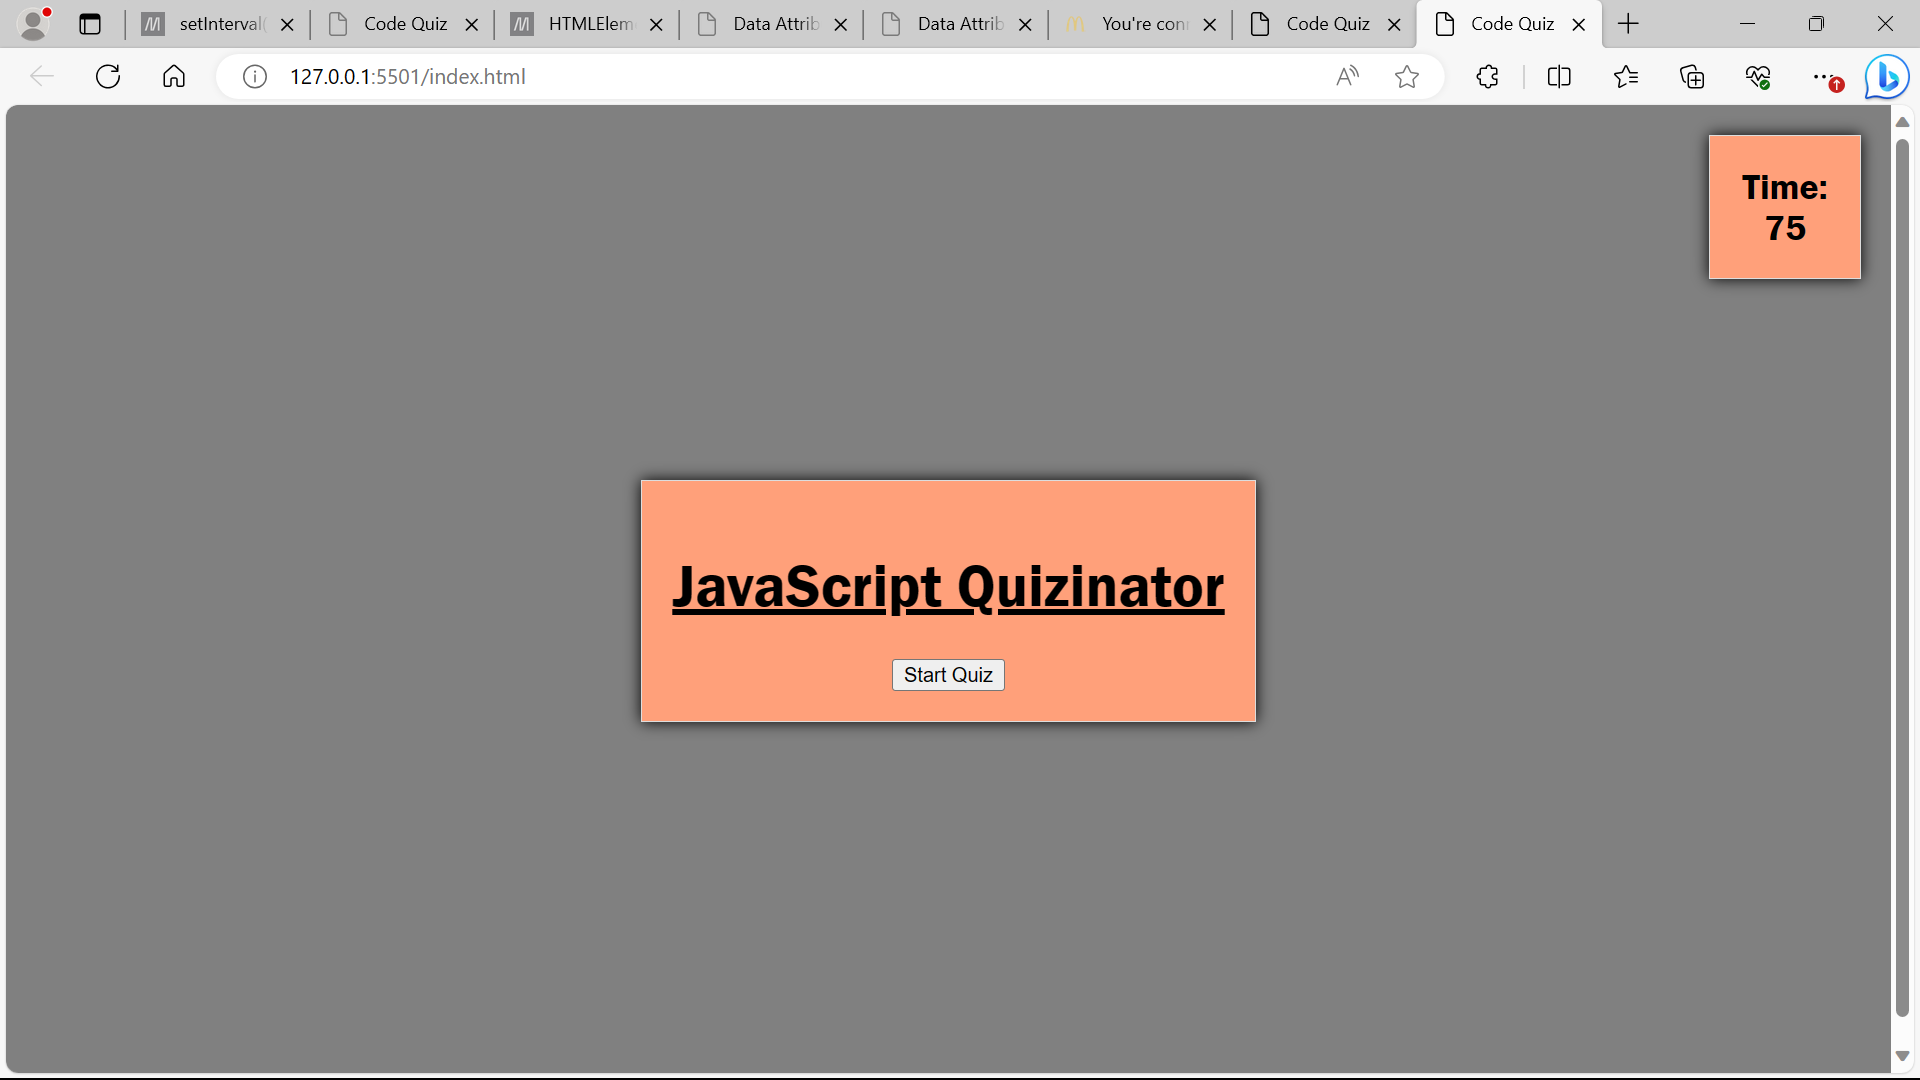 setInterval(
Code Quiz
HTMLElem
Data Attrib
Data Attrib
You're con
Code Quiz
Code Quiz
127.0.0.1:5501/index.html
Time:
75
JavaScript Quizinator
Start Quiz